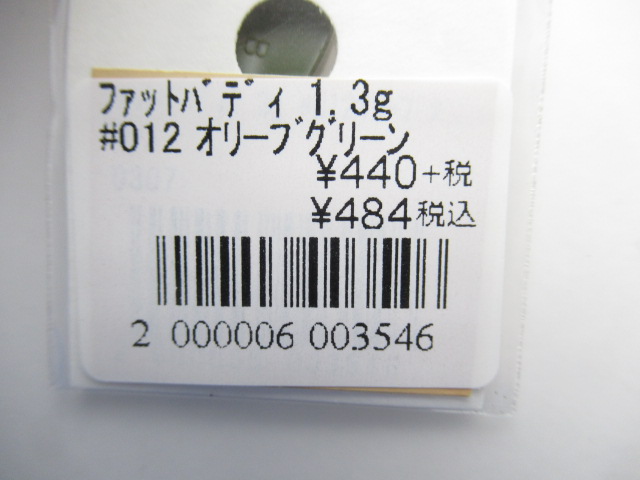 8
ファットバディ 1.3g
#012 オリーブグリーン
¥440+税
¥484税込
2 000006 003546